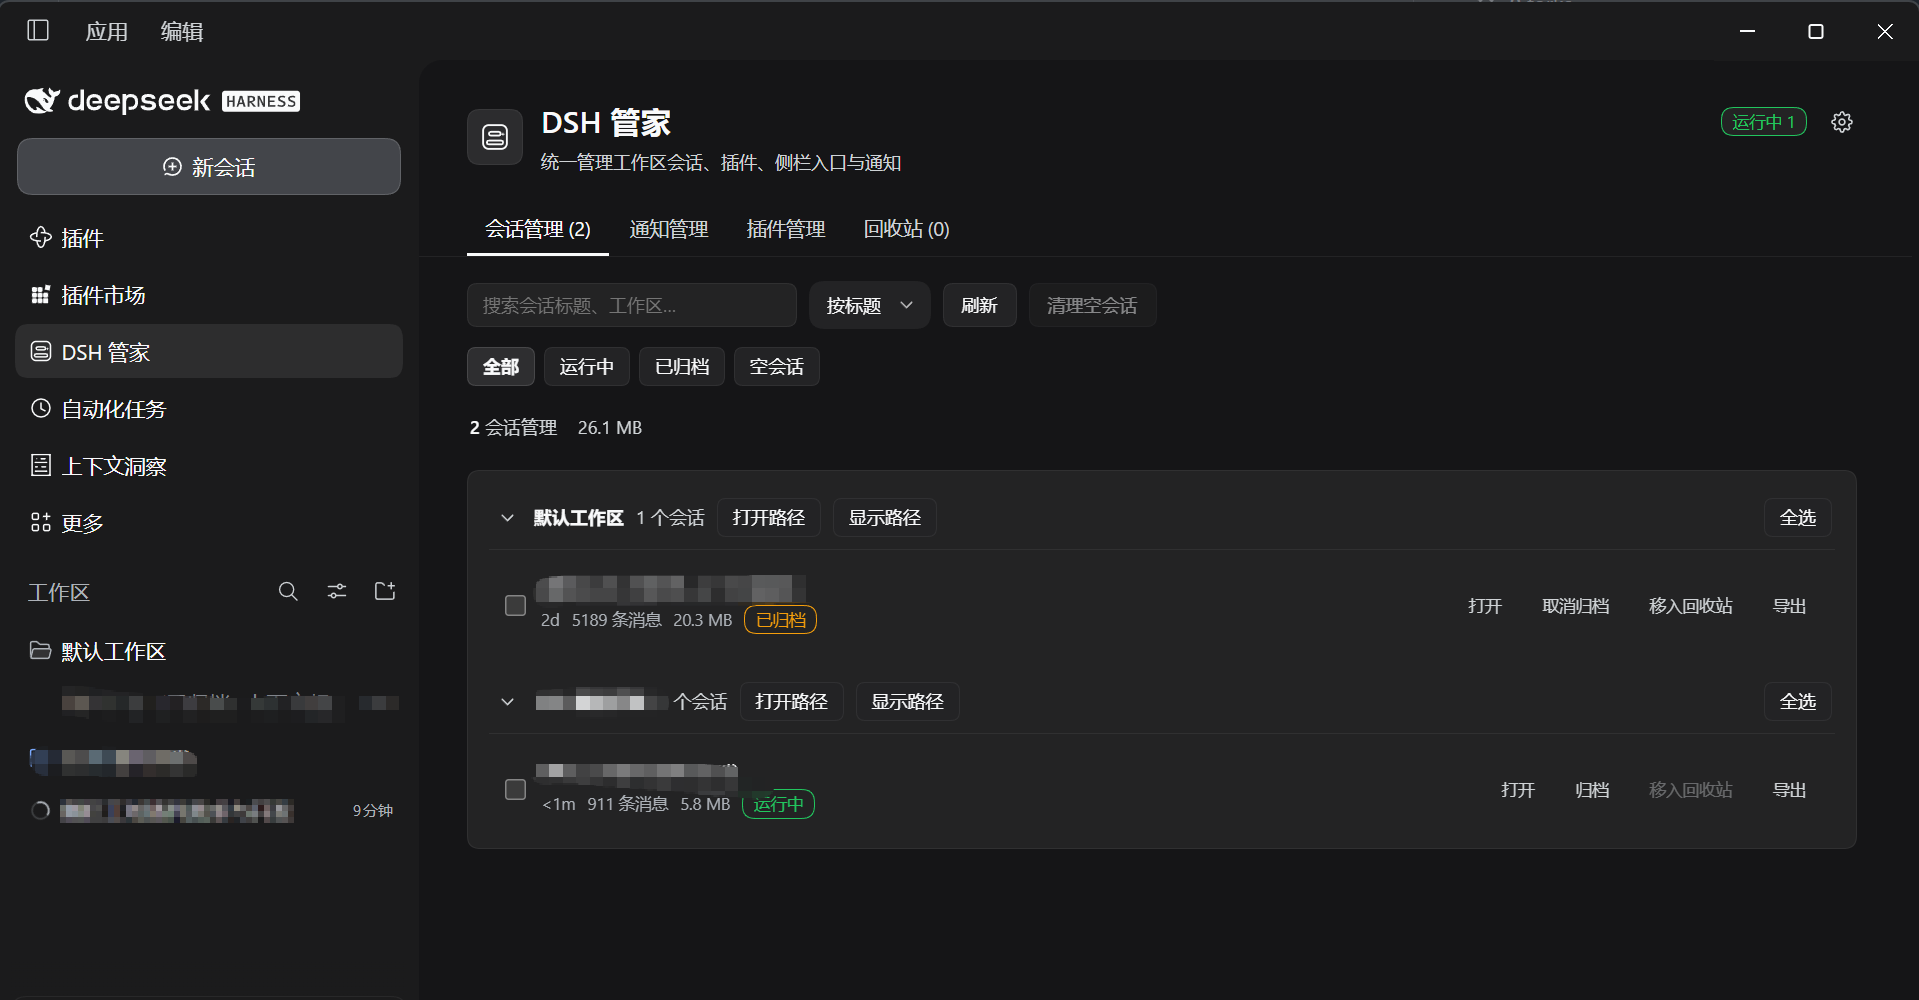 应用 编辑
deepseek HARNESS
新会话
插件
插件市场
DSH 管家
自动化任务
上下文洞察
更多
工作区
默认工作区
9分钟
DSH 管家
统一管理工作区会话、插件、侧栏入口与通知
运行中 1
会话管理 (2) 通知管理 插件管理 回收站 (0)
搜索会话标题、工作区... 按标题 刷新 清理空会话
全部 运行中 已归档 空会话
2 会话管理 26.1 MB
默认工作区 1 个会话 打开路径 显示路径 全选
2d 5189 条消息 20.3 MB 已归档
打开 取消归档 移入回收站 导出
个会话 打开路径 显示路径 全选
<1m 911 条消息 5.8 MB 运行中
打开 归档 移入回收站 导出